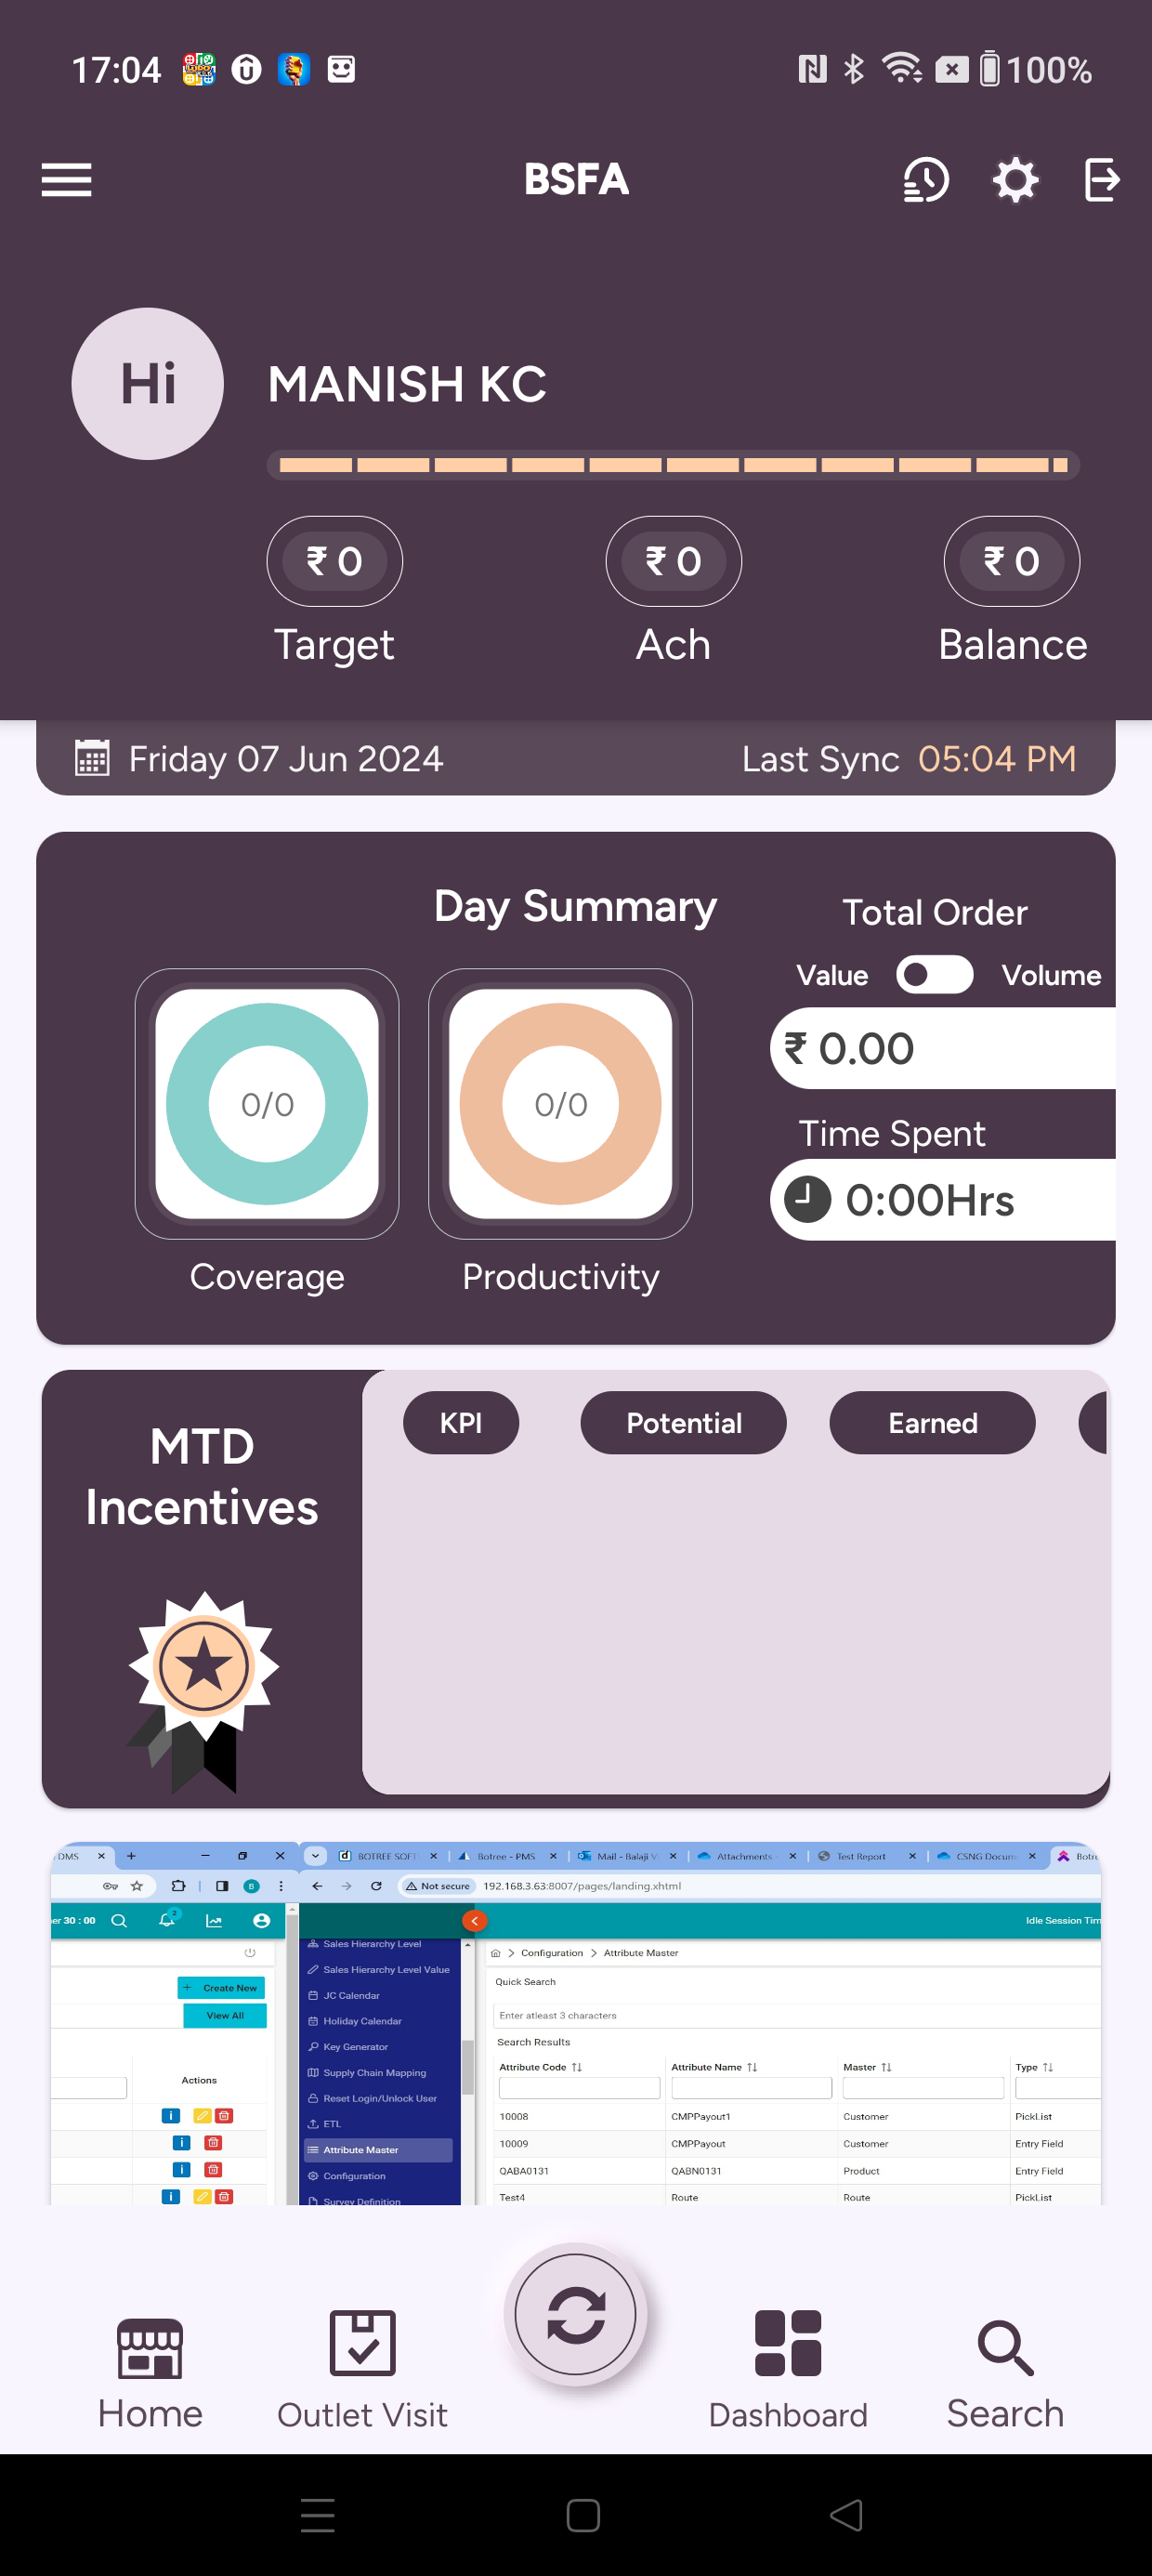 17:04
100%
BSFA
Hi
MANISH KC
₹ 0
₹ 0
₹ 0
Target
Ach
Balance
Friday 07 Jun 2024
Last Sync 05:04 PM
Day Summary
Total Order
Value
Volume
₹ 0.00
0/0
0/0
Time Spent
0:00Hrs
Coverage
Productivity
MTD
Incentives
KPI
Potential
Earned
DMS
BOTREE SOFT
Botree - PMS
Mail - Balaji V
Attachments -
Test Report
CSNG Docum
Botr
Not secure
192.168.3.63:8007/pages/landing.xhtml
er 30 : 00
2
Idle Session Tim
Create New
View All
Actions
Sales Hierarchy Level
Sales Hierarchy Level Value
JC Calendar
Holiday Calendar
Key Generator
Supply Chain Mapping
Reset Login/Unlock User
ETL
Attribute Master
Configuration
Survey Definition
Configuration > Attribute Master
Quick Search
Enter atleast 3 characters
Search Results
Attribute Code
Attribute Name
Master
Type
10008 CMPPayout1 Customer PickList
10009 CMPPayout Customer Entry Field
QABA0131 QABN0131 Product Entry Field
Test4 Route Route PickList
Home
Outlet Visit
Dashboard
Search